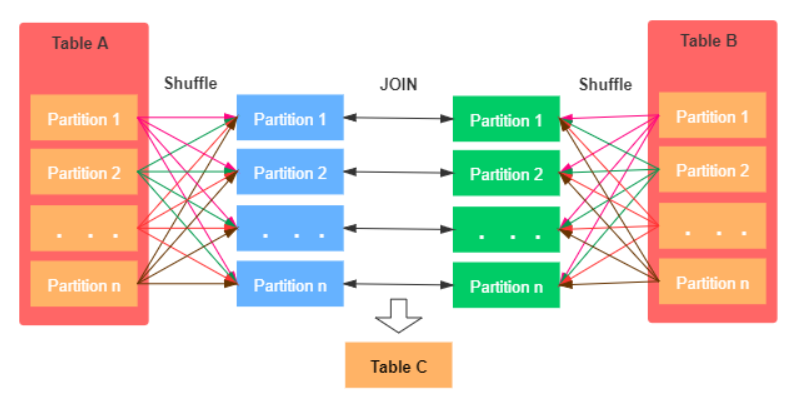 Table A
Table B
Shuffle
JOIN
Shuffle
Partition 1
Partition 1
Partition 1
Partition 1
Partition 2
Partition 2
Partition 2
Partition 2
. . .
. . .
. . .
. . .
Partition n
Partition n
Partition n
Partition n
Table C